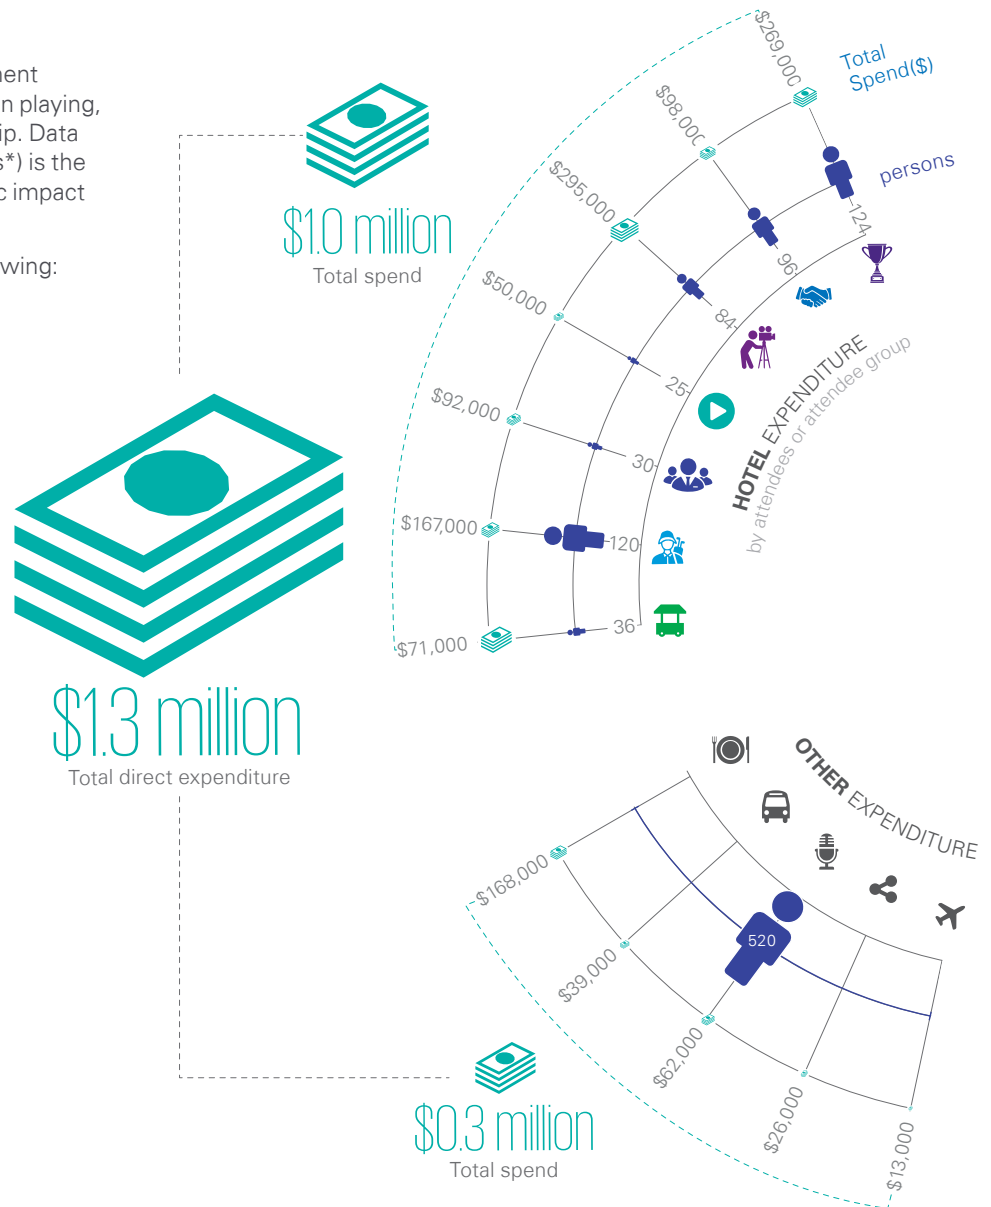 nent
n playing,
ip. Data
s*) is the
c impact
wing:
$1.0 million
Total spend
$269,000
$98,000
$295,000
$50,000
$92,000
$167,000
$71,000
Total
Spend($)
persons
124
96
84
25
30
120
36
HOTEL EXPENDITURE
by attendees or attendee group
$1.3 million
Total direct expenditure
OTHER EXPENDITURE
520
$168,000
$39,000
$62,000
$26,000
$13,000
$0.3 million
Total spend